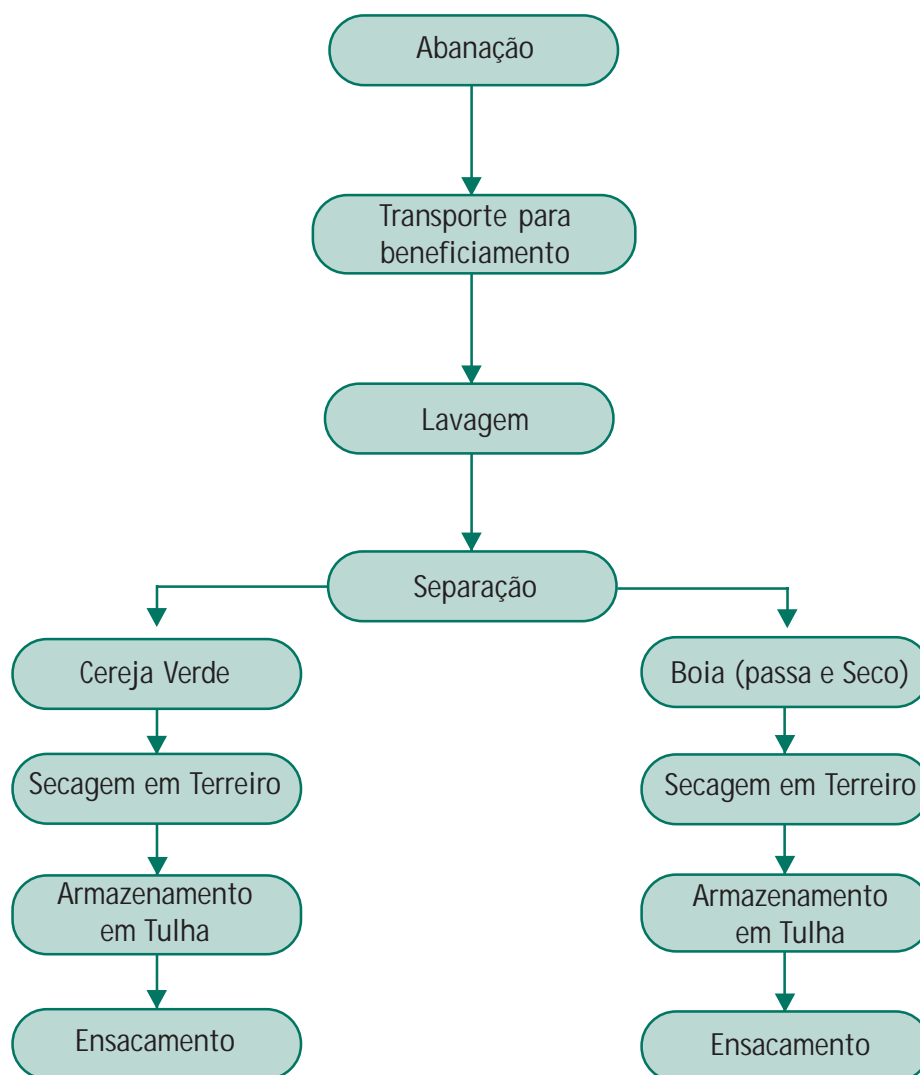 Abanação
Transporte para
beneficiamento
Lavagem
Separação
Cereja Verde
Boia (passa e Seco)
Secagem em Terreiro
Secagem em Terreiro
Armazenamento
em Tulha
Armazenamento
em Tulha
Ensacamento
Ensacamento